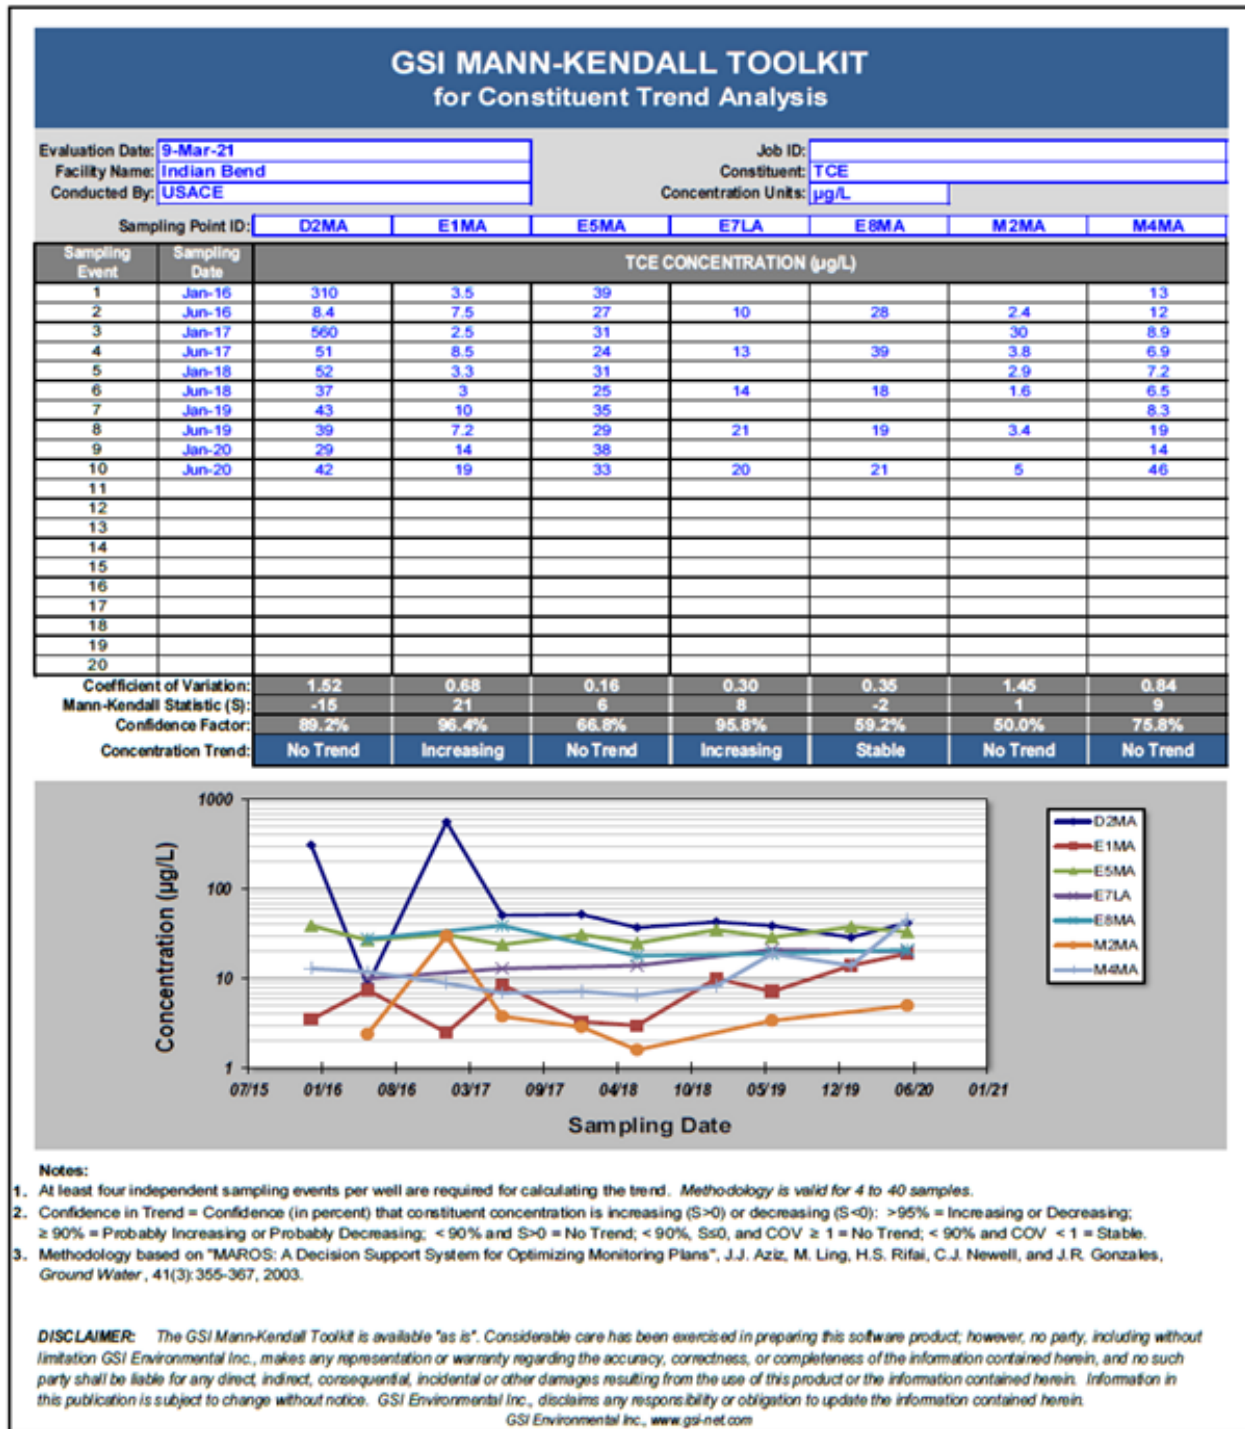 GSI MANN-KENDALL TOOLKIT
for Constituent Trend Analysis
Evaluation Date: 9-Mar-21 Job ID:
Facility Name: Indian Bend Constituent: TCE
Conducted By: USACE Concentration Units: µg/L
Sampling Point ID: D2MA E1MA E5MA E7LA E8MA M2MA M4MA
Sampling Event Sampling Date TCE CONCENTRATION (µg/L)
1 Jan-16 310 3.5 39 13
2 Jun-16 8.4 7.5 27 10 28 2.4 12
3 Jan-17 560 2.5 31 30 8.9
4 Jun-17 51 8.5 24 13 39 3.8 6.9
5 Jan-18 52 3.3 31 2.9 7.2
6 Jun-18 37 3 25 14 18 1.6 6.5
7 Jan-19 43 10 35 8.3
8 Jun-19 39 7.2 29 21 19 3.4 19
9 Jan-20 29 14 38 14
10 Jun-20 42 19 33 20 21 5 46
11
12
13
14
15
16
17
18
19
20
Coefficient of Variation: 1.52 0.68 0.16 0.30 0.35 1.45 0.84
Mann-Kendall Statistic (S): -15 21 6 8 -2 1 9
Confidence Factor: 89.2% 96.4% 66.8% 95.8% 59.2% 50.0% 75.8%
Concentration Trend: No Trend Increasing No Trend Increasing Stable No Trend No Trend
Concentration (µg/L)
1000
100
10
1
07/15 01/16 08/16 03/17 09/17 04/18 10/18 05/19 12/19 06/20 01/21
Sampling Date
D2MA
E1MA
E5MA
E7LA
E8MA
M2MA
M4MA
Notes:
1. At least four independent sampling events per well are required for calculating the trend. Methodology is valid for 4 to 40 samples.
2. Confidence in Trend = Confidence (in percent) that constituent concentration is increasing (S>0) or decreasing (S<0): >95% = Increasing or Decreasing;
≥ 90% = Probably Increasing or Probably Decreasing; < 90% and S>0 = No Trend; < 90%, S≤0, and COV ≥ 1 = No Trend; < 90% and COV < 1 = Stable.
3. Methodology based on "MAROS: A Decision Support System for Optimizing Monitoring Plans", J.J. Aziz, M. Ling, H.S. Rifai, C.J. Newell, and J.R. Gonzales,
Ground Water, 41(3):355-367, 2003.
DISCLAIMER: The GSI Mann-Kendall Toolkit is available "as is". Considerable care has been exercised in preparing this software product; however, no party, including without
limitation GSI Environmental Inc., makes any representation or warranty regarding the accuracy, correctness, or completeness of the information contained herein, and no such
party shall be liable for any direct, indirect, consequential, incidental or other damages resulting from the use of this product or the information contained herein. Information in
this publication is subject to change without notice. GSI Environmental Inc., disclaims any responsibility or obligation to update the information contained herein.
GSI Environmental Inc., www.gsi-net.com